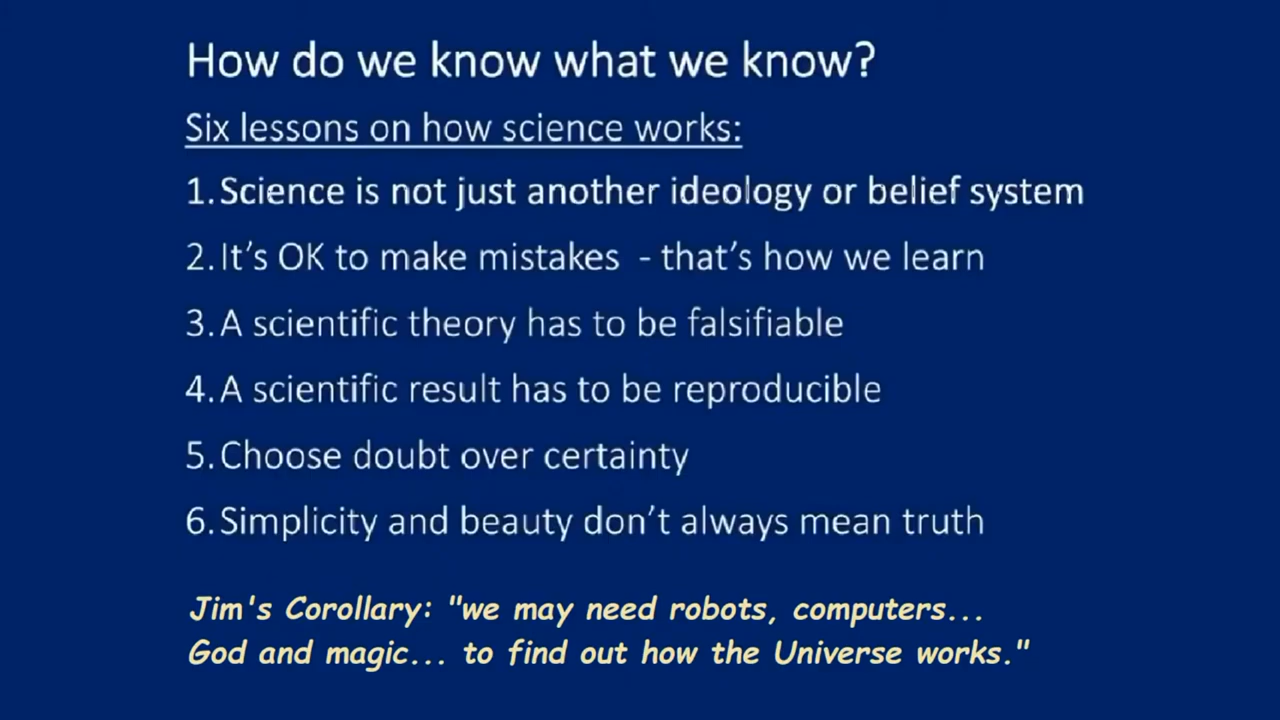 How do we know what we know?
Six lessons on how science works:
1. Science is not just another ideology or belief system
2. It's OK to make mistakes - that's how we learn
3. A scientific theory has to be falsifiable
4. A scientific result has to be reproducible
5. Choose doubt over certainty
6. Simplicity and beauty don't always mean truth
Jim's Corollary: "we may need robots, computers...
God and magic... to find out how the Universe works."